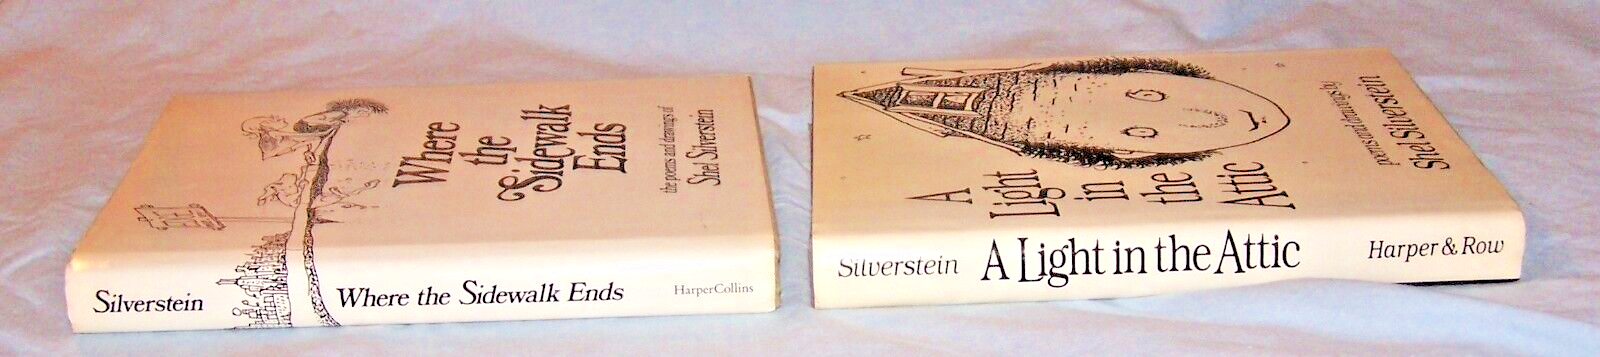 Where
the
Sidewalk
Ends
the poems and drawings of
Shel Silverstein
Silverstein
Where the Sidewalk Ends
HarperCollins
A
Light
in
the
Attic
poems and drawings by
Shel Silverstein
Silverstein
A Light in the Attic
Harper & Row